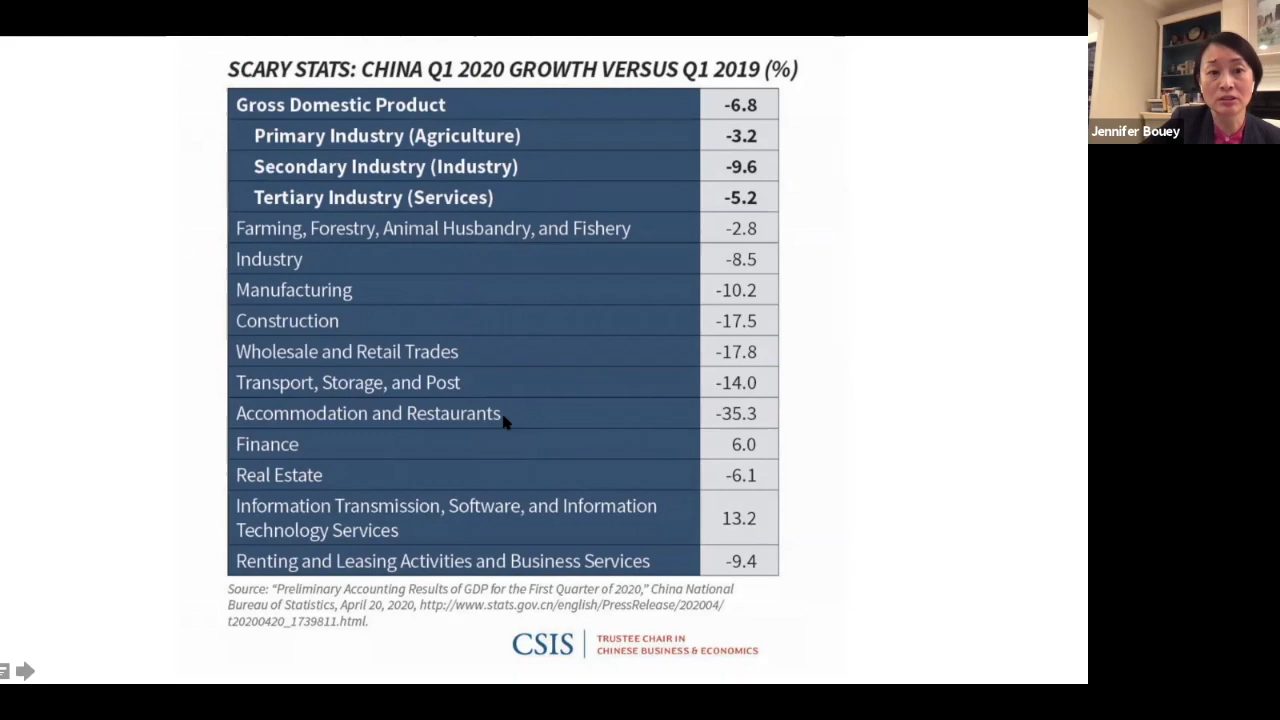 SCARY STATS: CHINA Q1 2020 GROWTH VERSUS Q1 2019 (%)
Gross Domestic Product -6.8
Primary Industry (Agriculture) -3.2
Secondary Industry (Industry) -9.6
Tertiary Industry (Services) -5.2
Farming, Forestry, Animal Husbandry, and Fishery -2.8
Industry -8.5
Manufacturing -10.2
Construction -17.5
Wholesale and Retail Trades -17.8
Transport, Storage, and Post -14.0
Accommodation and Restaurants -35.3
Finance 6.0
Real Estate -6.1
Information Transmission, Software, and Information
Technology Services 13.2
Renting and Leasing Activities and Business Services -9.4
Source: “Preliminary Accounting Results of GDP for the First Quarter of 2020,” China National
Bureau of Statistics, April 20, 2020, http://www.stats.gov.cn/english/PressRelease/202004/
t20200420_1739811.html.
CSIS
TRUSTEE CHAIR IN
CHINESE BUSINESS & ECONOMICS
Jennifer Bouey